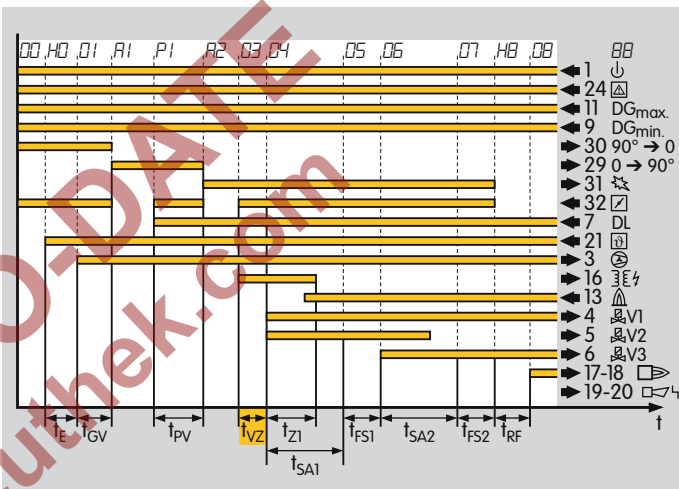 00 H0 01 A1 P1 A2 03 04 05 06 07 H8 08 88
1
24
11 DGmax.
9 DGmin.
30 90° → 0
29 0 → 90°
31
32
7 DL
21 ϑ
3
16
13
4 V1
5 V2
6 V3
17-18
19-20
t
tE tGV tPV tVZ tZ1 tFS1 tSA2 tFS2 tRF
tSA1
O-DATE
uthek.com